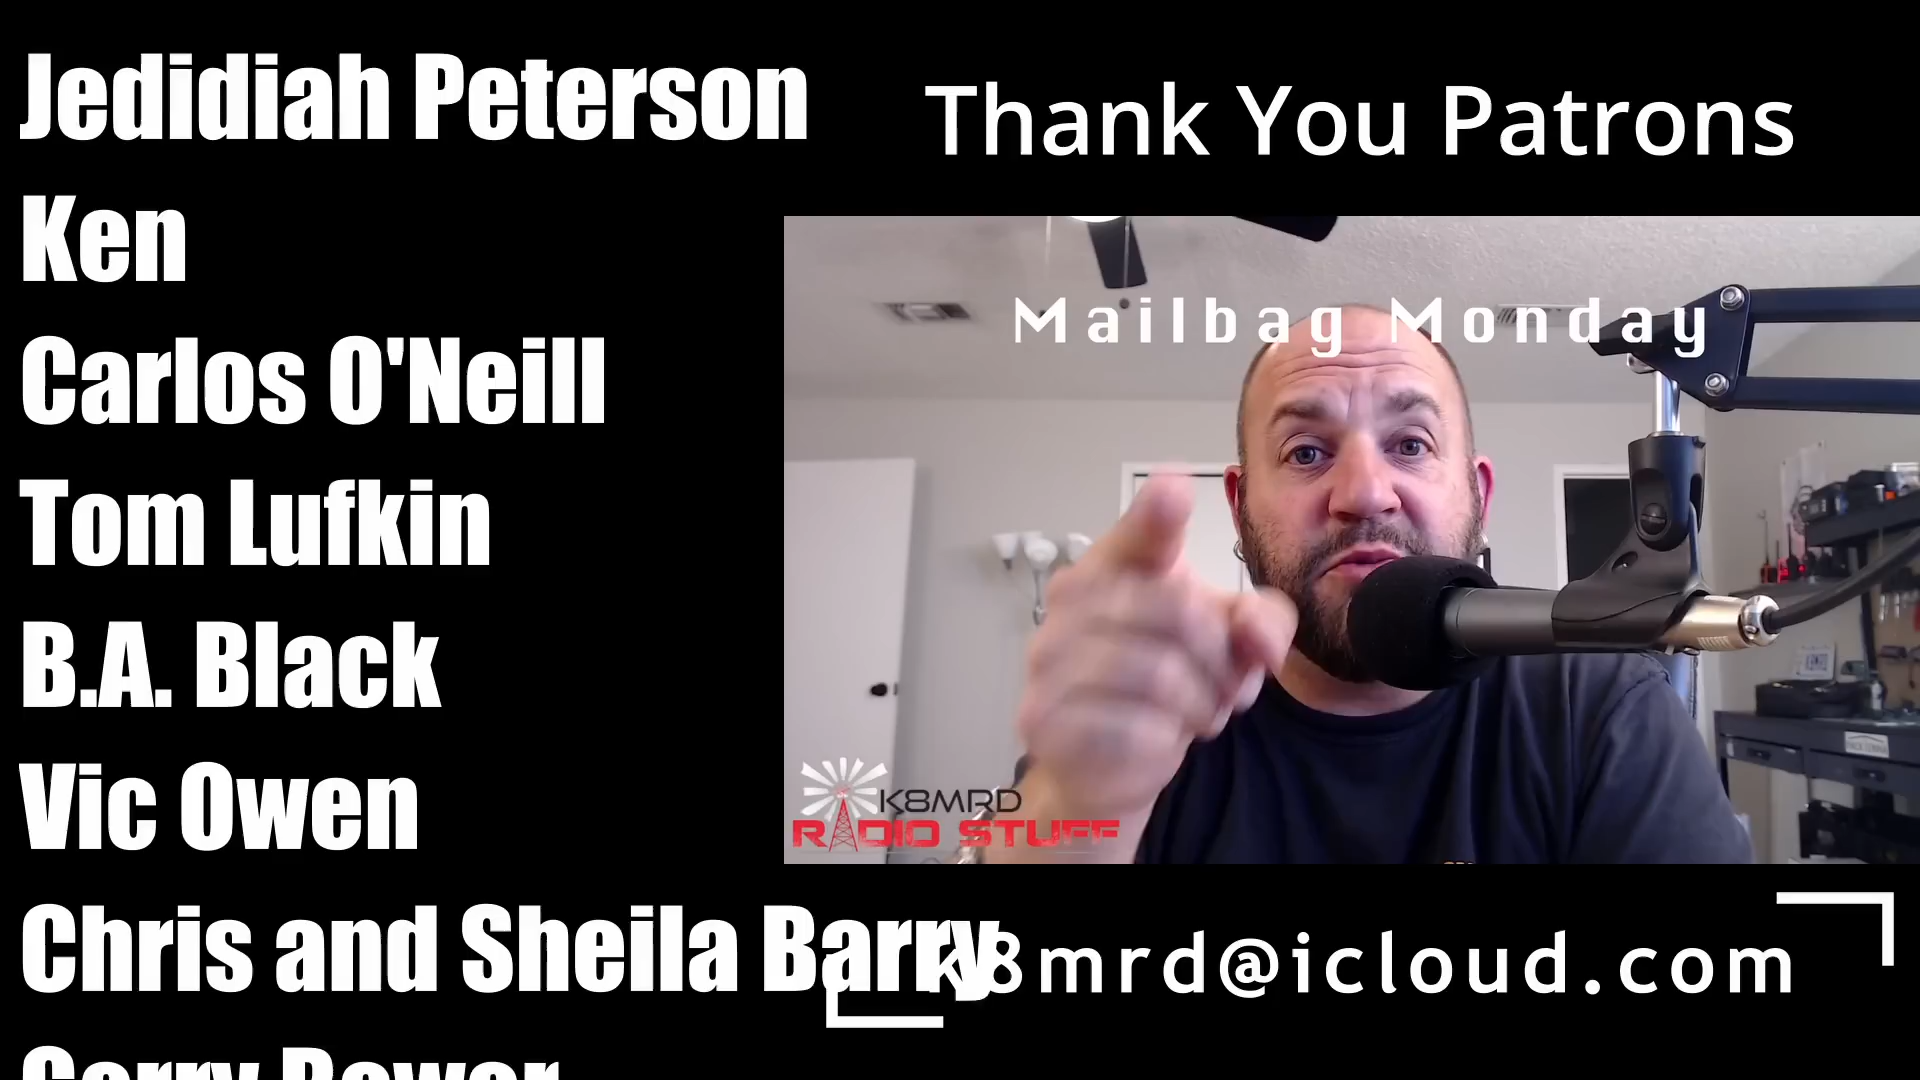 Jedidiah Peterson
Ken
Carlos O'Neill
Tom Lufkin
B.A. Black
Vic Owen
Chris and Sheila Barry
Thank You Patrons
Mailbag Monday
K8MRD
RADIO STUFF
k8mrd@icloud.com